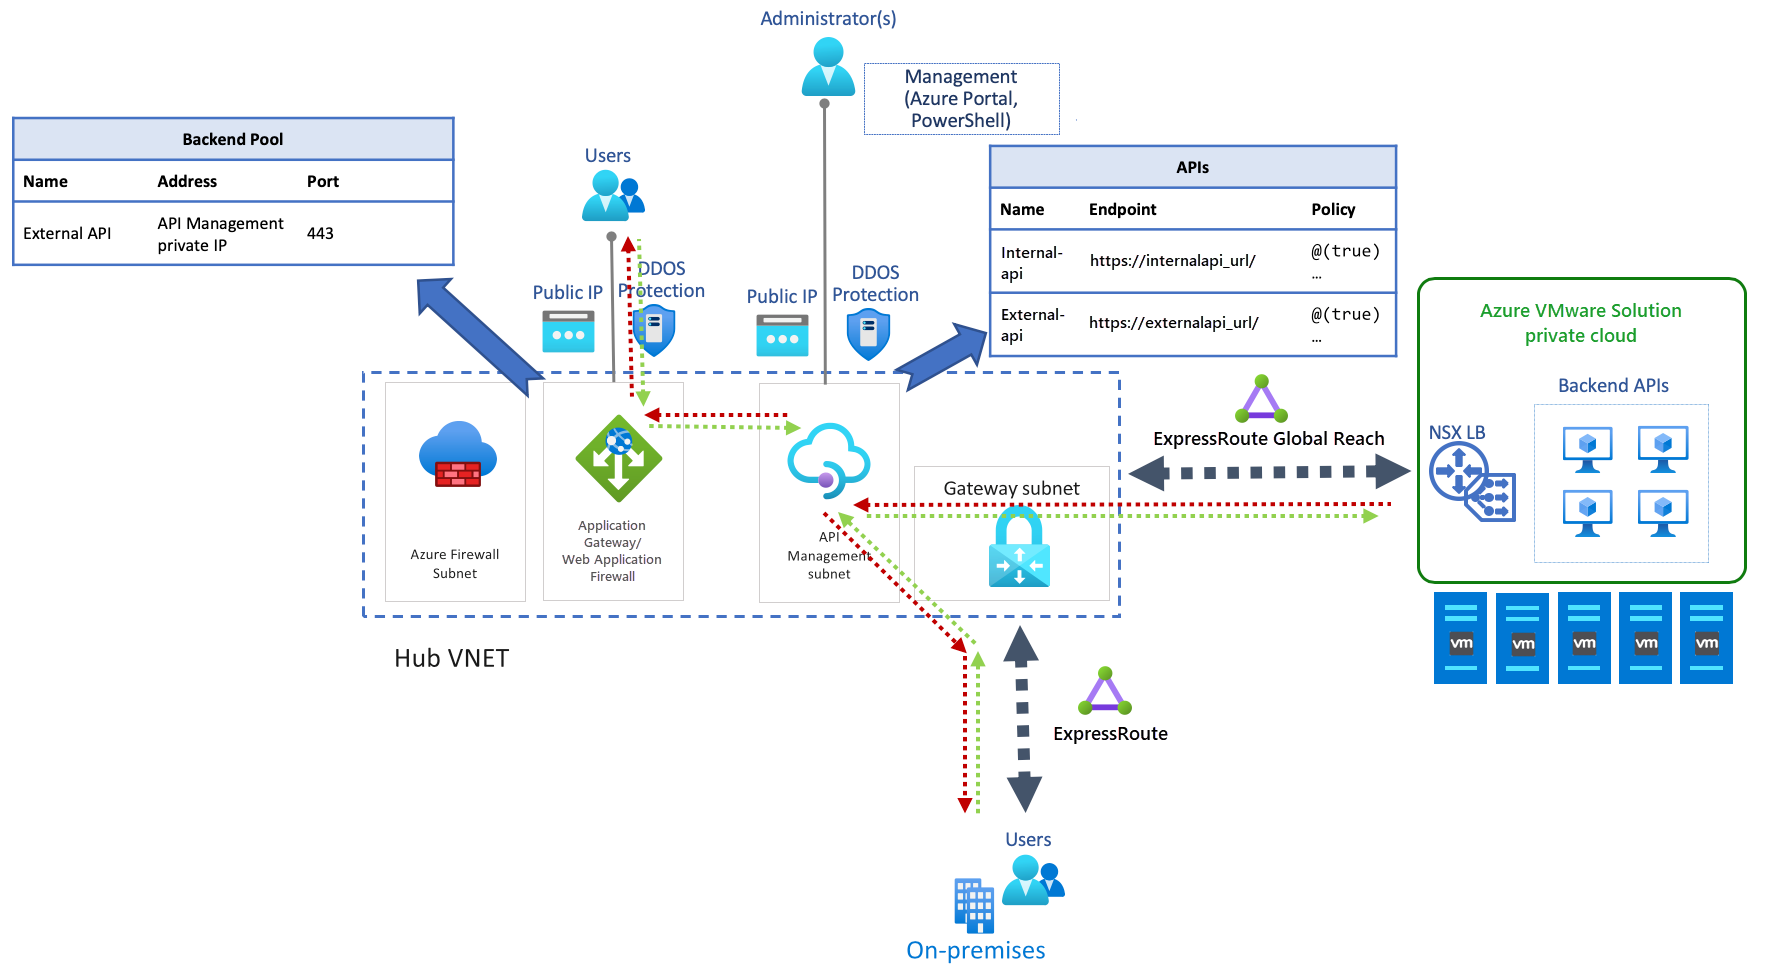 Administrator(s)
Management
(Azure Portal,
PowerShell)
Backend Pool
Name Address Port
External API API Management
private IP 443
Users
APIs
Name Endpoint Policy
Internal-
api https://internalapi_url/ @(true)
...
External-
api https://externalapi_url/ @(true)
...
Public IP
DDOS
Protection
Public IP
DDOS
Protection
Azure VMware Solution
private cloud
Backend APIs
NSX LB
ExpressRoute Global Reach
Gateway subnet
Azure Firewall
Subnet
Application
Gateway/
Web Application
Firewall
API
Management
subnet
Hub VNET
vm
vm
vm
vm
vm
ExpressRoute
Users
On-premises